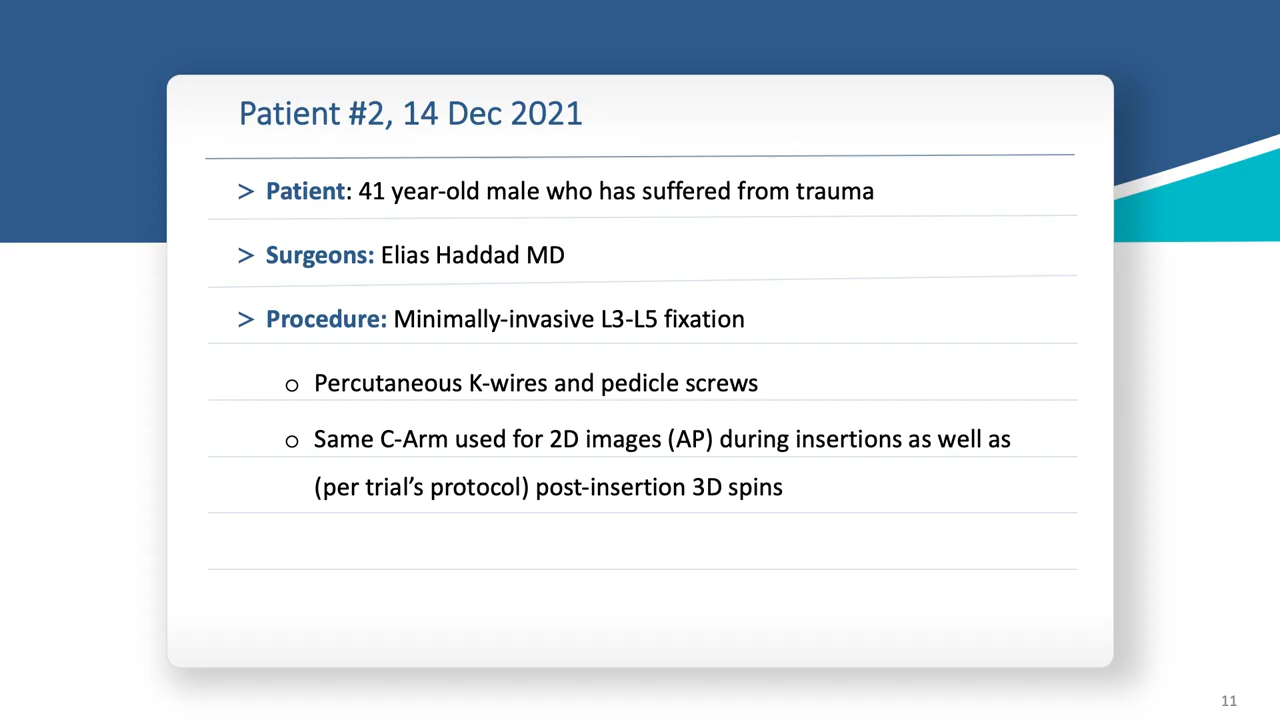 Patient #2, 14 Dec 2021
> Patient: 41 year-old male who has suffered from trauma
> Surgeons: Elias Haddad MD
> Procedure: Minimally-invasive L3-L5 fixation
o Percutaneous K-wires and pedicle screws
o Same C-Arm used for 2D images (AP) during insertions as well as
(per trial’s protocol) post-insertion 3D spins
11